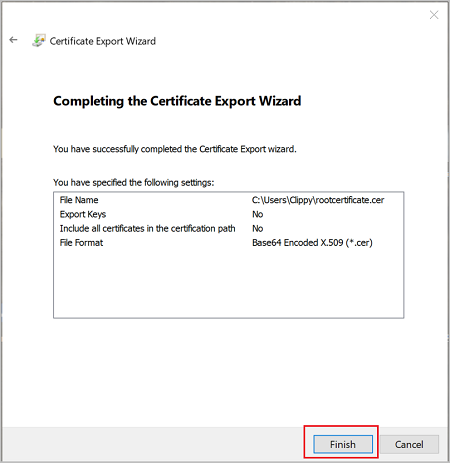 Certificate Export Wizard
Completing the Certificate Export Wizard
You have successfully completed the Certificate Export wizard.
You have specified the following settings:
File Name C:\Users\Clippy\rootcertificate.cer
Export Keys No
Include all certificates in the certification path No
File Format Base64 Encoded X.509 (*.cer)
Finish Cancel